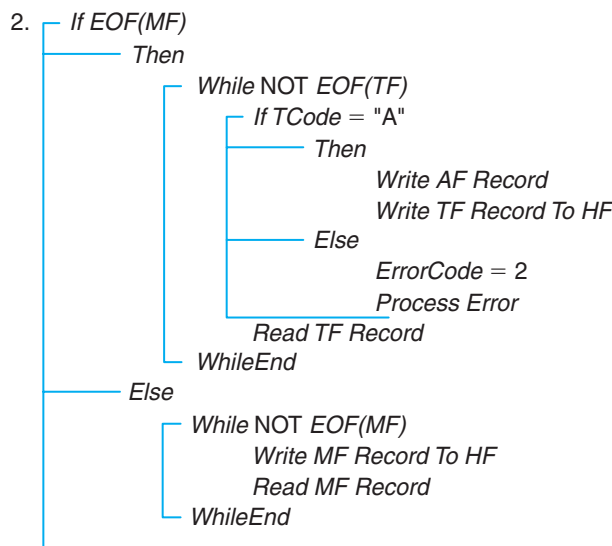 2. If EOF(MF)
Then
While NOT EOF(TF)
If TCode = "A"
Then
Write AF Record
Write TF Record To HF
Else
ErrorCode = 2
Process Error
Read TF Record
WhileEnd
Else
While NOT EOF(MF)
Write MF Record To HF
Read MF Record
WhileEnd